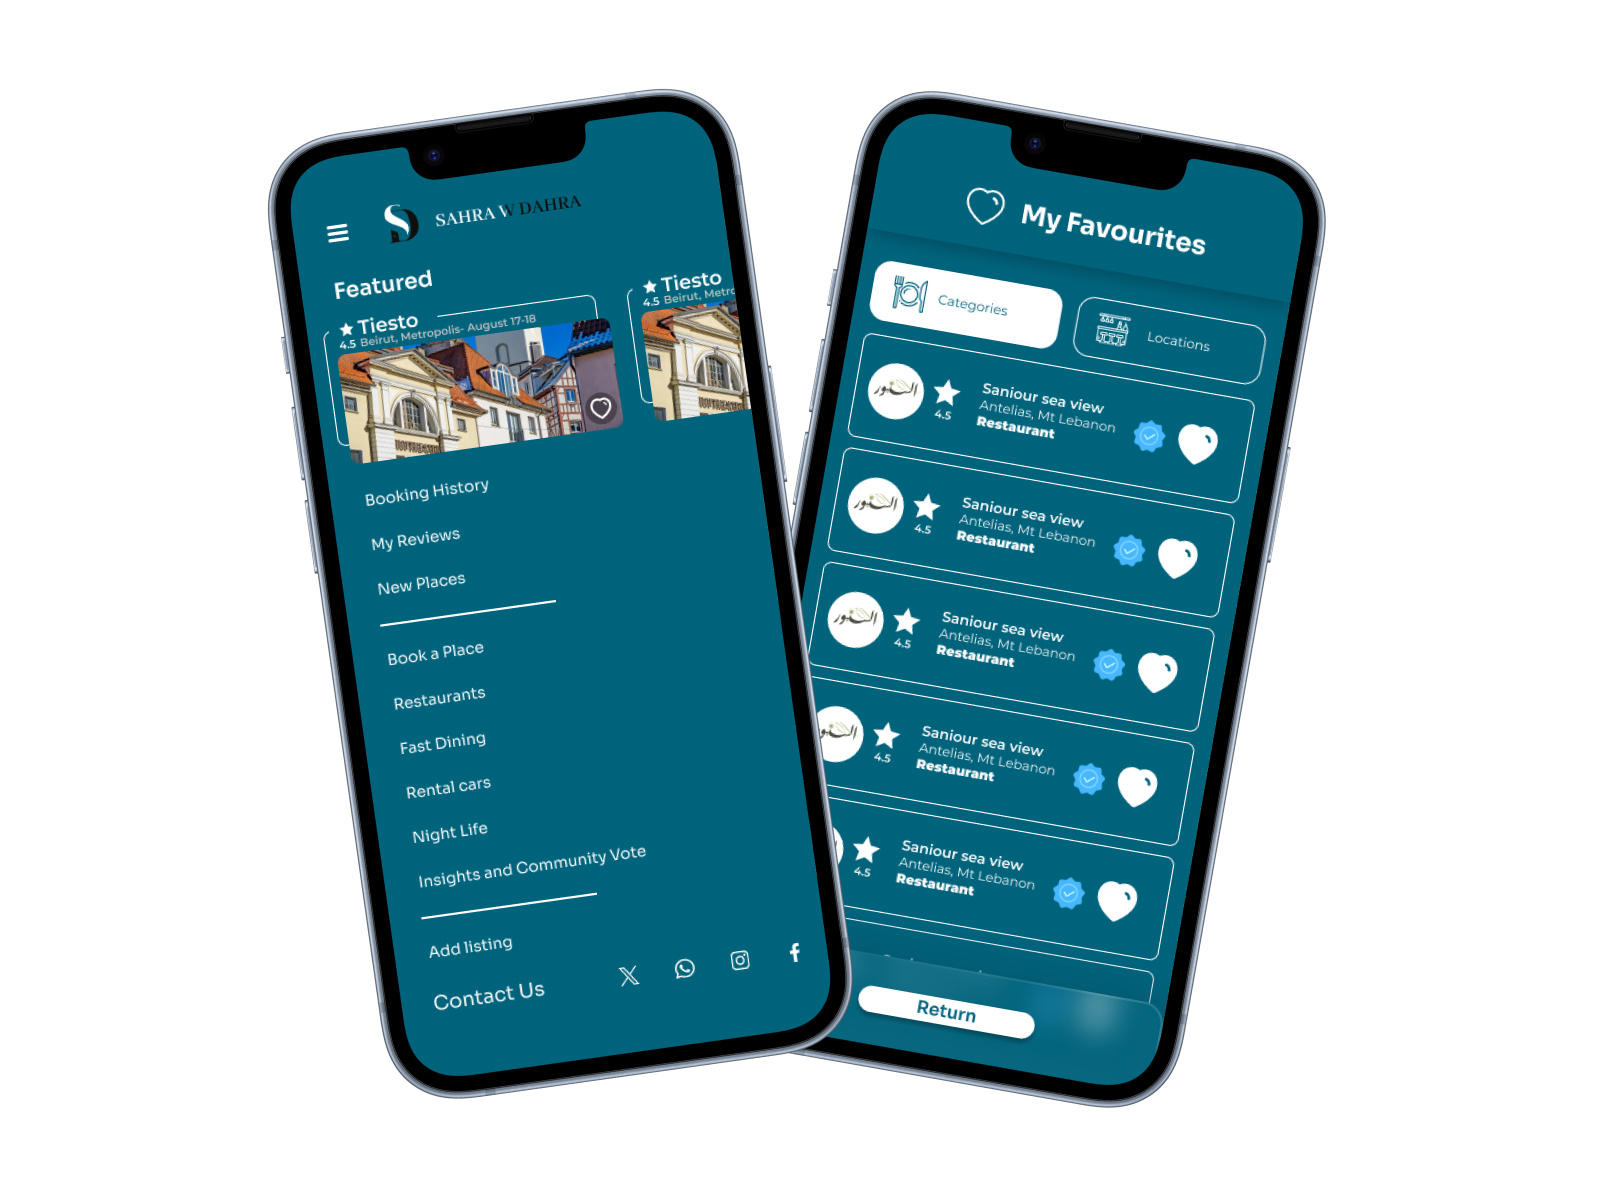 SAHRA W DAHRA
Featured
Tiesto
4.5 Beirut, Metropolis- August 17-18
Tiesto
4.5 Beirut, Metro
Booking History
My Reviews
New Places
Book a Place
Restaurants
Fast Dining
Rental cars
Night Life
Insights and Community Vote
Add listing
Contact Us
My Favourites
Categories
Locations
الصنور
Saniour sea view
Antelias, Mt Lebanon
4.5
Restaurant
الصنور
Saniour sea view
Antelias, Mt Lebanon
4.5
Restaurant
الصنور
Saniour sea view
Antelias, Mt Lebanon
4.5
Restaurant
Saniour sea view
Antelias, Mt Lebanon
4.5
Restaurant
Saniour sea view
Antelias, Mt Lebanon
4.5
Restaurant
Return